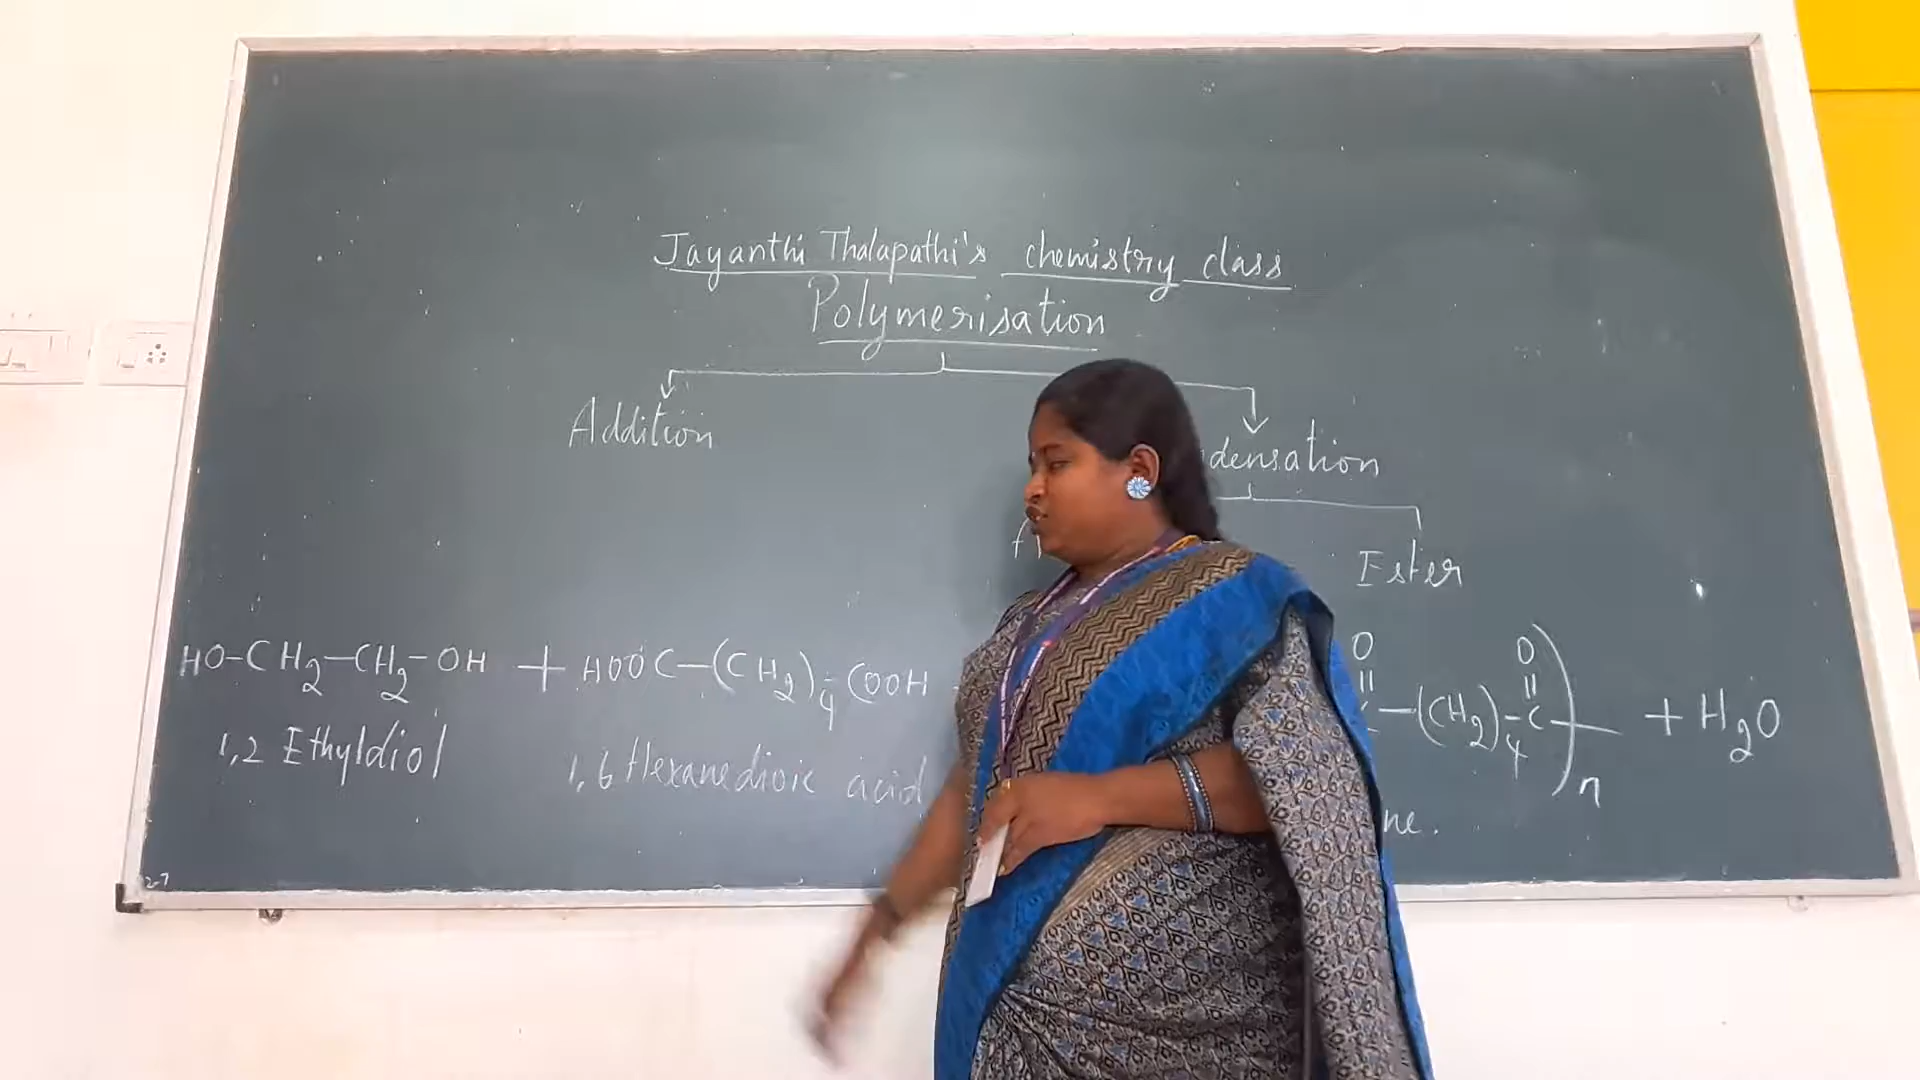 Jayanthi Thalapathi's chemistry class
Polymerisation
Addition
densation
Ester
HO-CH2-CH2-OH + HOOC-(CH2)4-COOH
O O
|| ||
-(CH2)4-C-)n + H2O
1,2 Ethyldiol 1,6 Hexanedioic acid
ne.